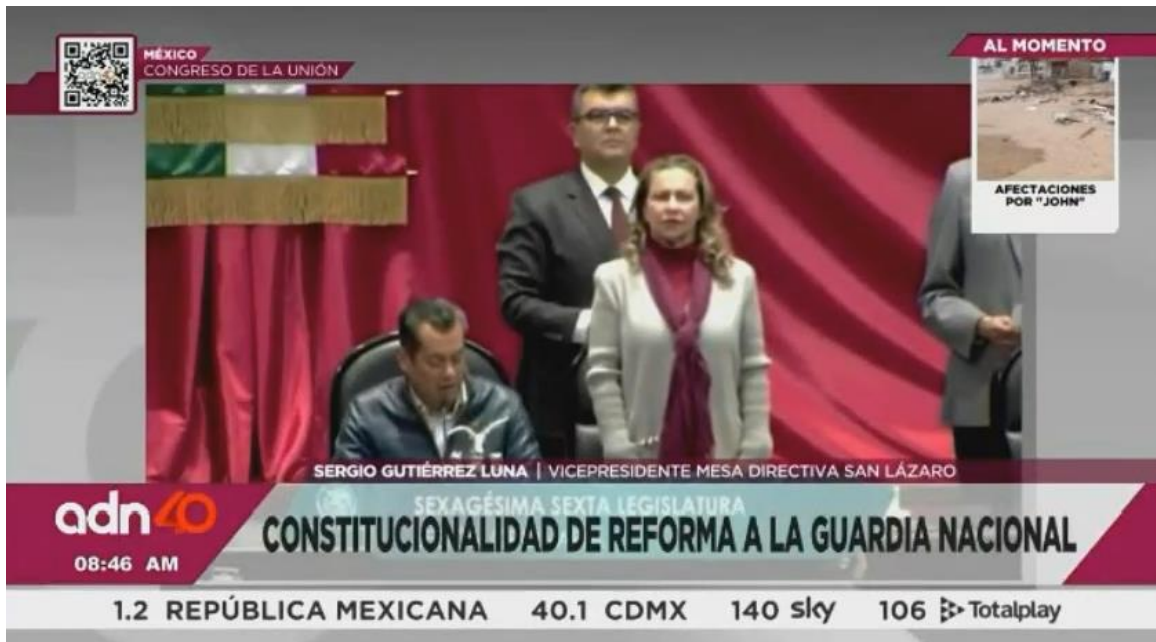 MÉXICO
CONGRESO DE LA UNIÓN
AL MOMENTO
AFECTACIONES
POR "JOHN"
SERGIO GUTIÉRREZ LUNA | VICEPRESIDENTE MESA DIRECTIVA SAN LÁZARO
SEXAGÉSIMA SEXTA LEGISLATURA
adn40
CONSTITUCIONALIDAD DE REFORMA A LA GUARDIA NACIONAL
08:46 AM
1.2 REPÚBLICA MEXICANA 40.1 CDMX 140 sky 106 Totalplay